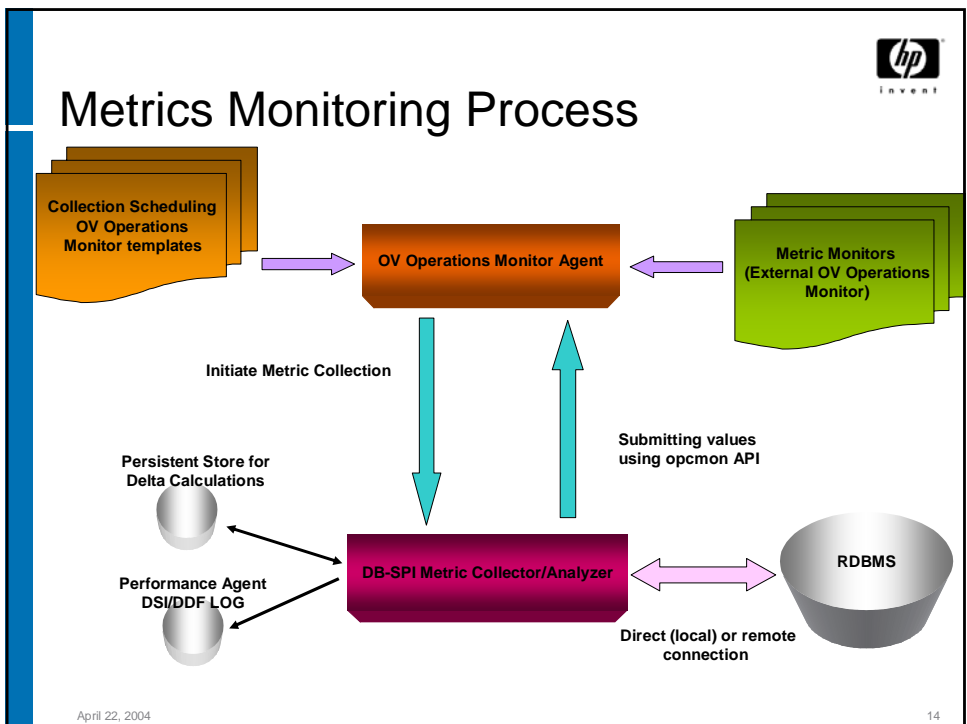 hp
invent
Metrics Monitoring Process
Collection Scheduling
OV Operations
Monitor templates
OV Operations Monitor Agent
Metric Monitors
(External OV Operations
Monitor)
Initiate Metric Collection
Submitting values
using opcmon API
Persistent Store for
Delta Calculations
DB-SPI Metric Collector/Analyzer
RDBMS
Performance Agent
DSI/DDF LOG
Direct (local) or remote
connection
April 22, 2004
14